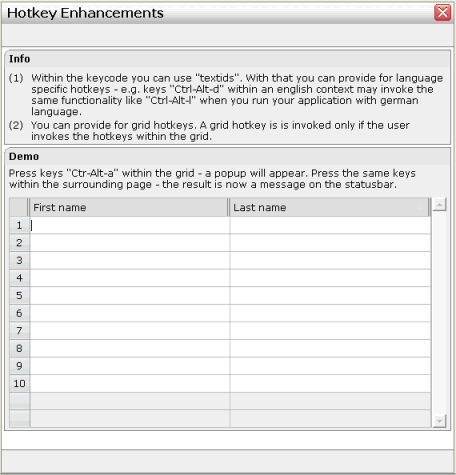 Hotkey Enhancements
Info
(1) Within the keycode you can use "textids". With that you can provide for language
specific hotkeys - e.g. keys "Ctrl-Alt-d" within an english context may invoke the
same functionality like "Ctrl-Alt-l" when you run your application with german
language.
(2) You can provide for grid hotkeys. A grid hotkey is is invoked only if the user
invokes the hotkeys within the grid.
Demo
Press keys "Ctr-Alt-a" within the grid - a popup will appear. Press the same keys
within the surrounding page - the result is now a message on the statusbar.
First name Last name
1
2
3
4
5
6
7
8
9
10